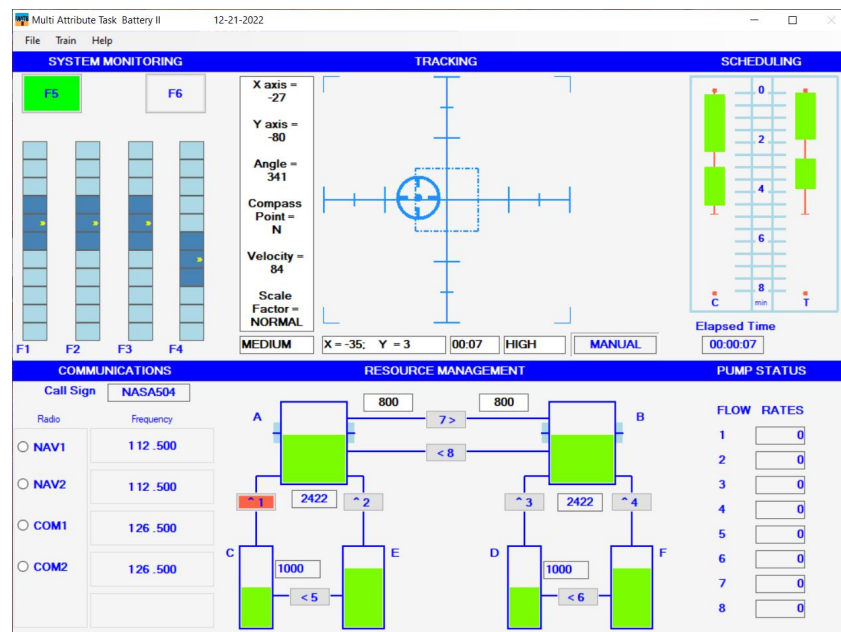 Multi Attribute Task Battery II 12-21-2022
File Train Help
SYSTEM MONITORING
F5 F6
F1 F2 F3 F4
TRACKING
X axis =
-27
Y axis =
-80
Angle =
341
Compass
Point =
N
Velocity =
84
Scale
Factor =
NORMAL
MEDIUM X = -35; Y = 3 00:07 HIGH MANUAL
SCHEDULING
0
2
4
6
8
C min T
Elapsed Time
00:00:07
COMMUNICATIONS
Call Sign NASA504
Radio Frequency
NAV1 112.500
NAV2 112.500
COM1 126.500
COM2 126.500
RESOURCE MANAGEMENT
800 800
A 7 > B
< 8
^ 1 2422 ^ 2 ^ 3 2422 ^ 4
C E D F
1000 1000
< 5 < 6
PUMP STATUS
FLOW RATES
1 0
2 0
3 0
4 0
5 0
6 0
7 0
8 0